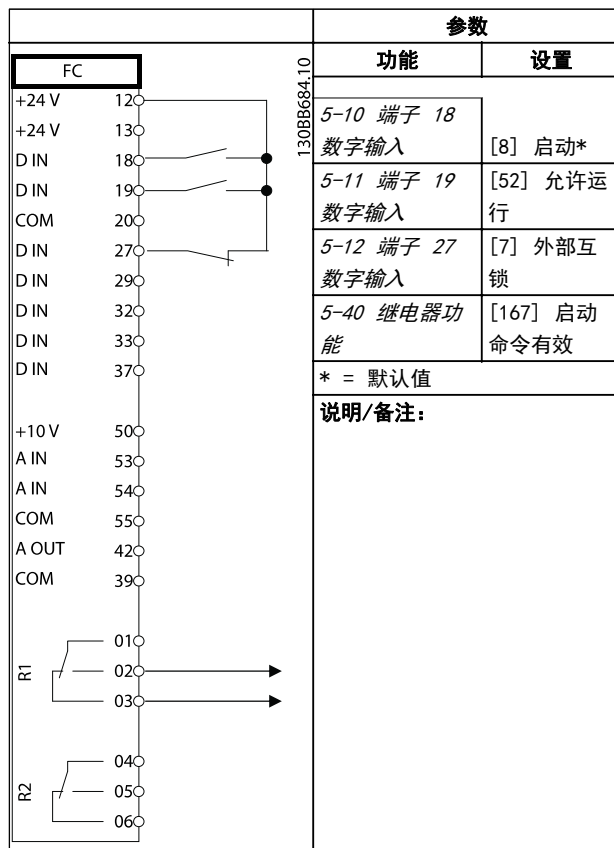 FC
+24 V 12
+24 V 13
D IN 18
D IN 19
COM 20
D IN 27
D IN 29
D IN 32
D IN 33
D IN 37
+10 V 50
A IN 53
A IN 54
COM 55
A OUT 42
COM 39
R1
01
02
03
R2
04
05
06
130BB684.10
参数
功能 设置
5-10 端子 18
数字输入 [8] 启动*
5-11 端子 19 [52] 允许运
数字输入 行
5-12 端子 27 [7] 外部互
数字输入 锁
5-40 继电器功 [167] 启动
能 命令有效
* = 默认值
说明/备注：